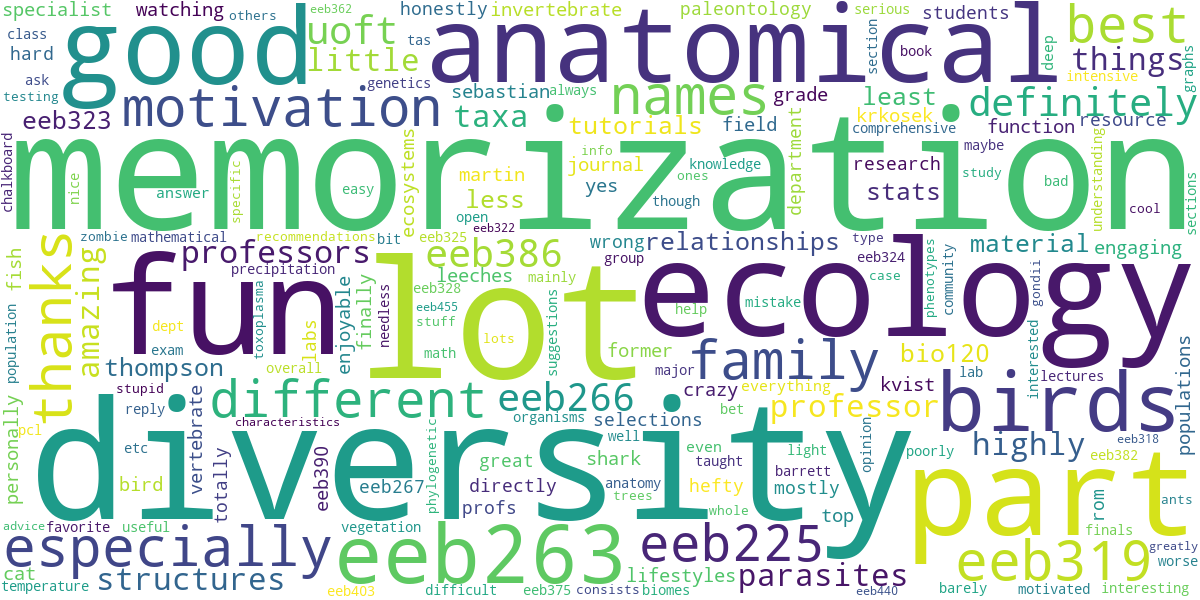 specialist
watching
others
eeb362
honestly
invertebrate
paleontology
serious
students
best
class
good
uoft
tas
anatomical
section
book
deep
things
hard
little
intensive
graphs
ask
testing
genetics
sebastian
always
names
grade
least
definitely
motivation
eeb323
taxa
tutorials
field
krkosek
resource
comprehensive
function
maybe
chalkboard
memorization
ecosystems
info
journal
knowledge
department
research
study
understanding
nice
answer
specific
easy
martin
yes
ones
stats
bad
less
though
cool
sections
open
eeb322
zombie
mathematical
recommendations
bit
eeb325
wrong
relationships
type
material
engaging
fish
thanks
professors
eeb386
group
eeb324
phenotypes
community
precipitation
leeches
mainly
case
gondii
amazing
fun
lot
ecology
enjoyable
finally
needless
eeb328
mistake
population
eeb455
help
dept
toxoplasma
stuff
suggestions
math
lots
exam
labs
former
family
bio120
thompson
overall
major
lab
interested
lectures
populations
stupid
different
eeb266
crazy
everything
kvist
birds
personally
reply
vertebrate
characteristics
organisms
selections
bet
professor
eeb318
pcl
etc
diversity
phylogenetic
well
even
light
opinion
poorly
highly
eeb382
totally
eeb390
great
shark
taught
barrett
part
bird
eeb267
directly
anatomy
hefty
mostly
rom
ants
profs
trees
whole
top
advice
favorite
useful
vegetation
finals
greatly
especially
eeb263
eeb225
eeb319
worse
cat
structures
lifestyles
parasites
temperature
eeb403
difficult
eeb375
consists
biomes
eeb440
barely
motivated
interesting